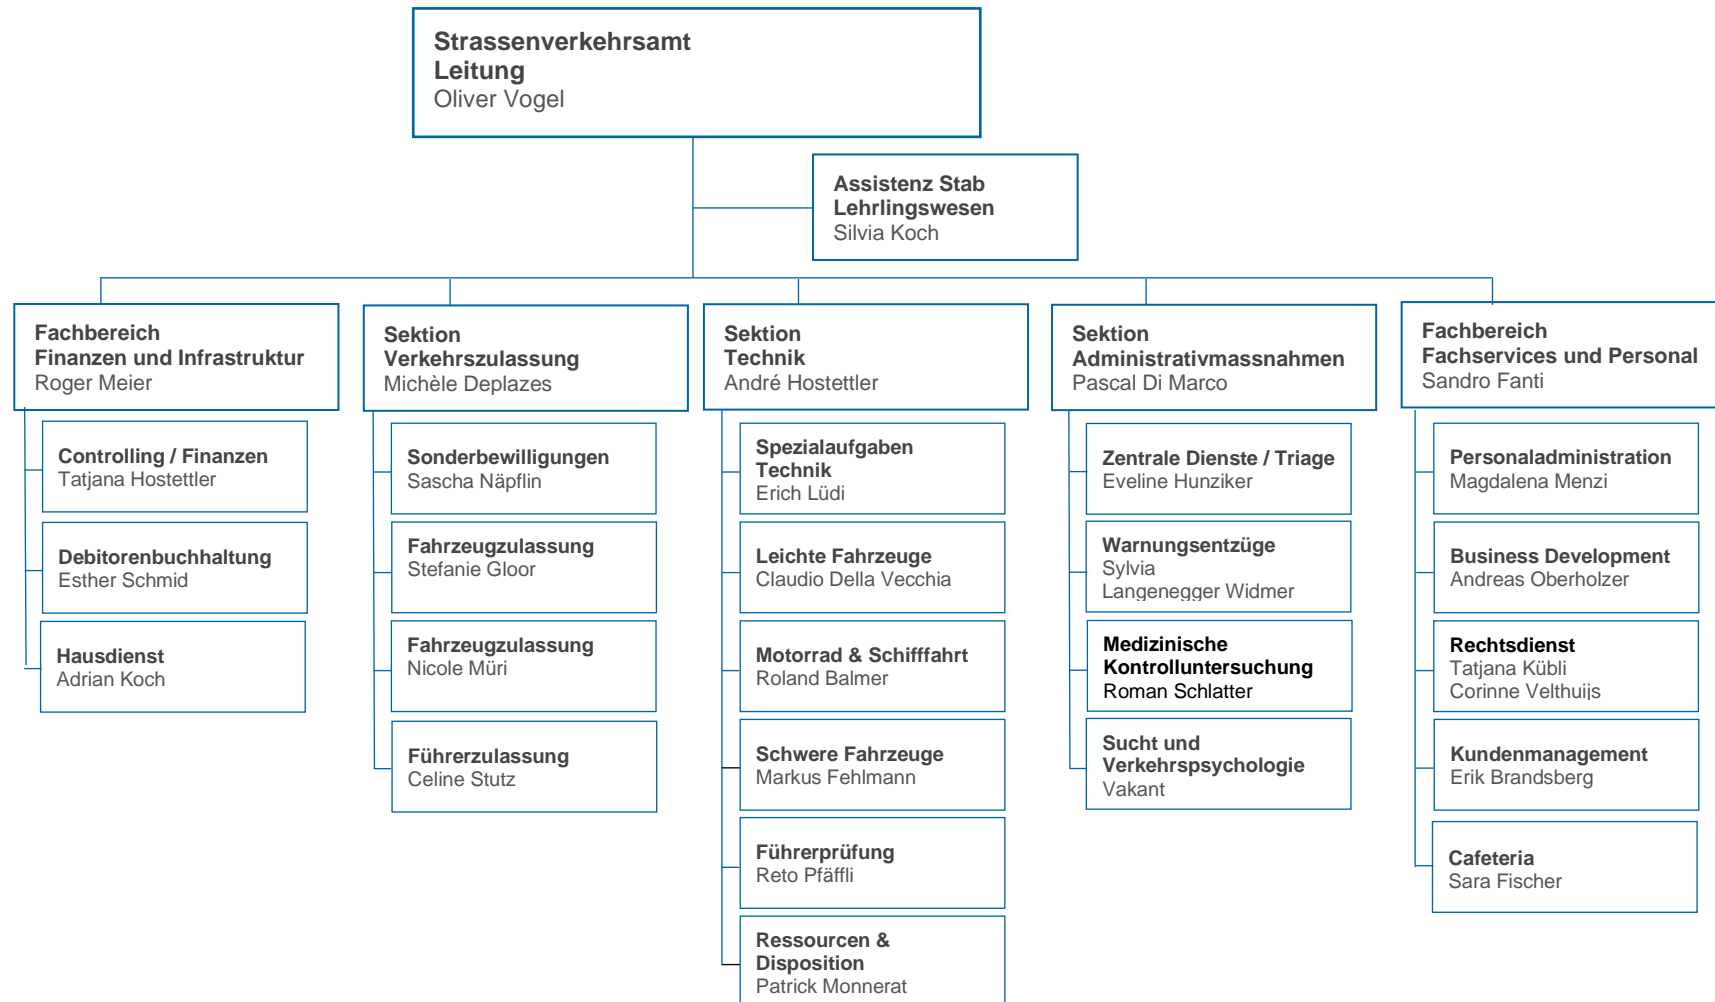 Strassenverkehrsamt
Leitung
Oliver Vogel
Assistenz Stab
Lehrlingswesen
Silvia Koch
Fachbereich
Finanzen und Infrastruktur
Roger Meier
Controlling / Finanzen
Tatjana Hostettler
Debitorenbuchhaltung
Esther Schmid
Hausdienst
Adrian Koch
Sektion
Verkehrszulassung
Michèle Deplazes
Sonderbewilligungen
Sascha Näpflin
Fahrzeugzulassung
Stefanie Gloor
Fahrzeugzulassung
Nicole Müri
Führerzulassung
Celine Stutz
Sektion
Technik
André Hostettler
Spezialaufgaben
Technik
Erich Lüdi
Leichte Fahrzeuge
Claudio Della Vecchia
Motorrad & Schifffahrt
Roland Balmer
Schwere Fahrzeuge
Markus Fehlmann
Führerprüfung
Reto Pfäffli
Ressourcen &
Disposition
Patrick Monnerat
Sektion
Administrativmassnahmen
Pascal Di Marco
Zentrale Dienste / Triage
Eveline Hunziker
Warnungsentzüge
Sylvia
Langenegger Widmer
Medizinische
Kontrolluntersuchung
Roman Schlatter
Sucht und
Verkehrspsychologie
Vakant
Fachbereich
Fachservices und Personal
Sandro Fanti
Personaladministration
Magdalena Menzi
Business Development
Andreas Oberholzer
Rechtsdienst
Tatjana Kübli
Corinne Velthuijs
Kundenmanagement
Erik Brandsberg
Cafeteria
Sara Fischer